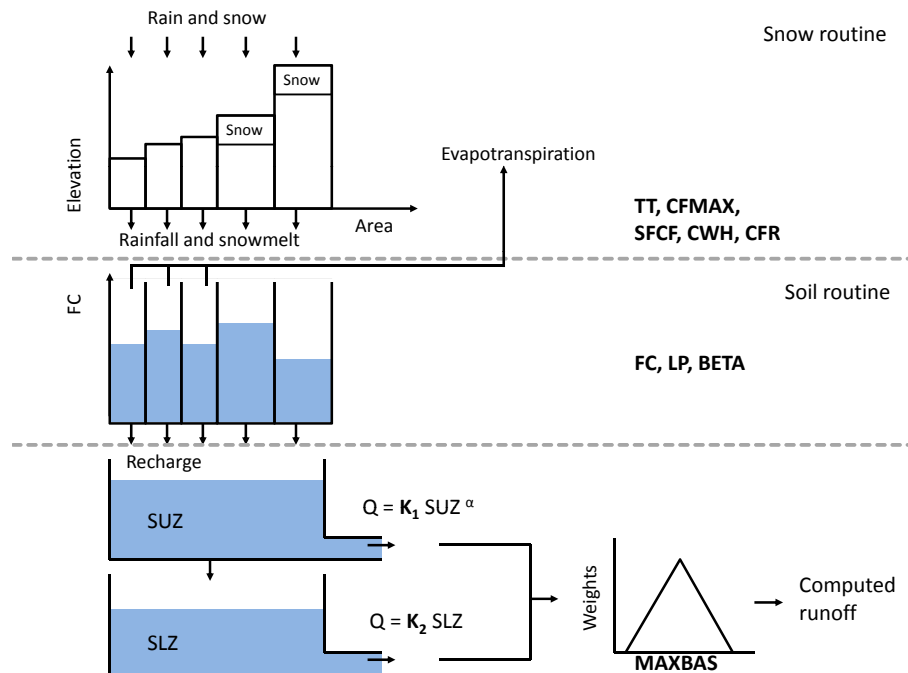 Rain and snow
Snow routine
Snow
Snow
Elevation
Evapotranspiration
Area
TT, CFMAX,
SFCF, CWH, CFR
Rainfall and snowmelt
Soil routine
FC
FC, LP, BETA
Recharge
Q = K₁ SUZ ᵅ
SUZ
Weights
Computed
runoff
Q = K₂ SLZ
SLZ
MAXBAS